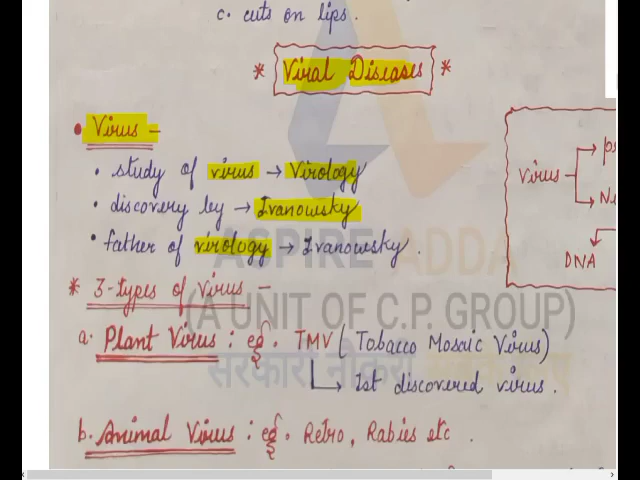 c. cuts on lips.
* Viral Diseases *
• Virus -
• study of virus → Virology
• discovery by → Ivanowsky
• father of virology → Ivanowsky.
Virus
DNA
* 3-types of Virus -
a. Plant Virus : eg. TMV (Tobacco Mosaic Virus)
→ 1st discovered virus.
b. Animal Virus : eg. Retro, Rabies etc.
ASPIRE ADDA
(A UNIT OF C.P. GROUP)
सरकारी नौकरी